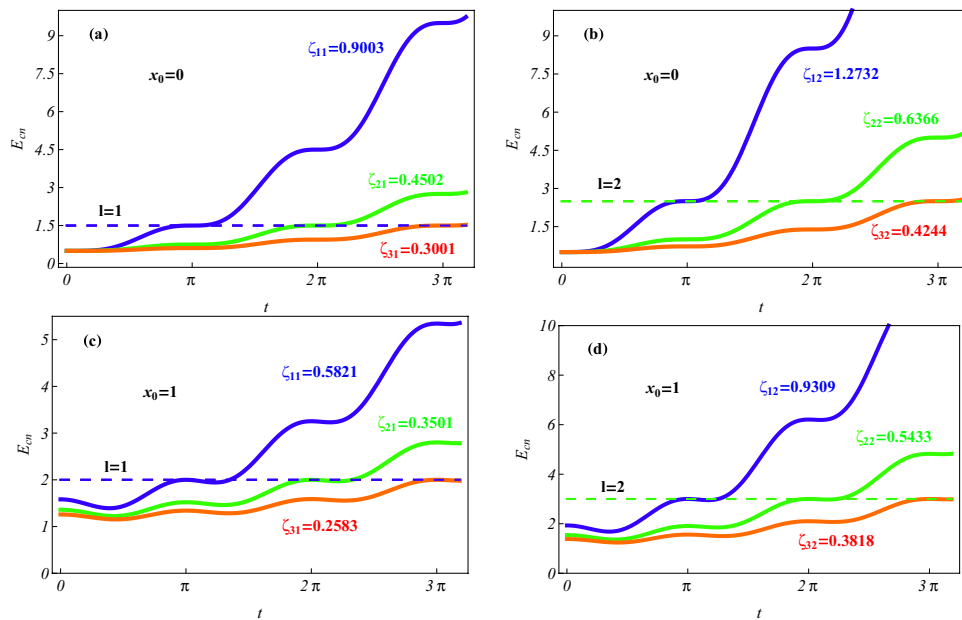 (a)
ζ₁₁=0.9003
x₀=0
l=1
ζ₂₁=0.4502
ζ₃₁=0.3001
E_cn
9
7.5
6
4.5
3
1.5
0
0 π 2π 3π
t
(b)
x₀=0
ζ₁₂=1.2732
ζ₂₂=0.6366
l=2
ζ₃₂=0.4244
E_cn
9
7.5
6
4.5
3
1.5
0 π 2π 3π
t
(c)
ζ₁₁=0.5821
x₀=1
ζ₂₁=0.3501
l=1
ζ₃₁=0.2583
E_cn
5
4
3
2
1
0
0 π 2π 3π
t
(d)
x₀=1
ζ₁₂=0.9309
ζ₂₂=0.5433
l=2
ζ₃₂=0.3818
E_cn
10
8
6
4
2
0
0 π 2π 3π
t